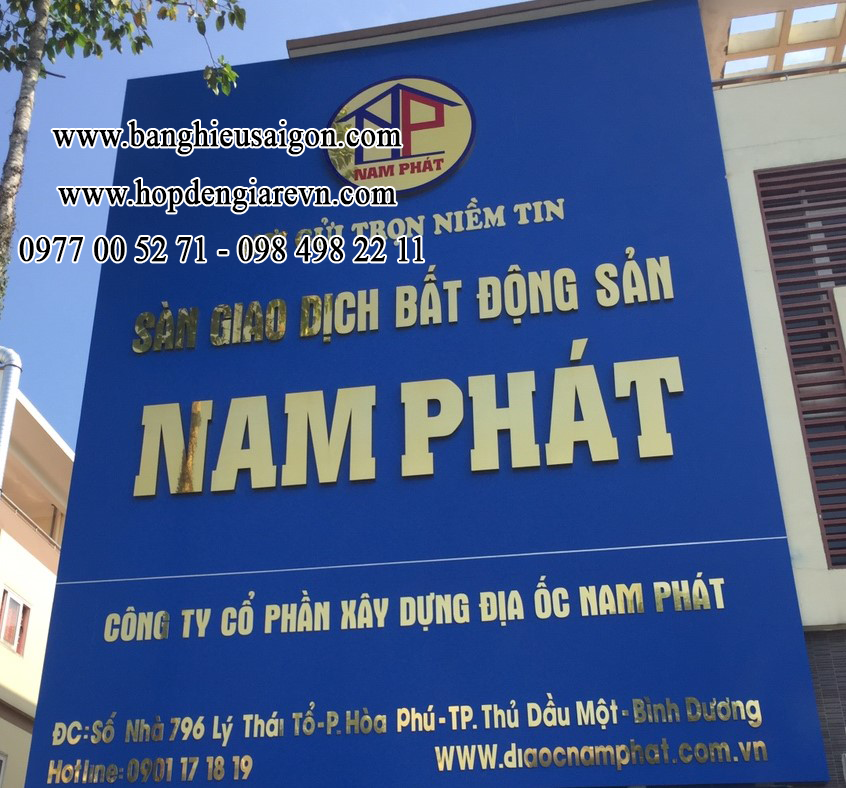 NP
NAM PHÁT
www.banghieusaigon.com
www.hopdengiarevn.com
GỬI TRỌN NIỀM TIN
0977 00 52 71 - 098 498 22 11
SÀN GIAO DỊCH BẤT ĐỘNG SẢN
NAM PHÁT
CÔNG TY CỔ PHẦN XÂY DỰNG ĐỊA ỐC NAM PHÁT
ĐC:Số Nhà 796 Lý Thái Tổ-P.Hòa Phú-TP.Thủ Dầu Một-Bình Dương
Hotline:0901 17 18 19
www.diaocnamphat.com.vn